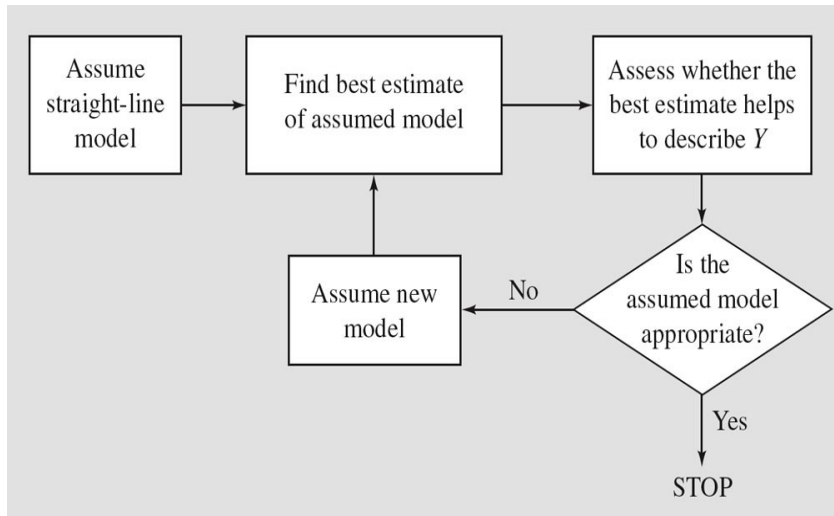 Assume
straight-line
model
Find best estimate
of assumed model
Assess whether the
best estimate helps
to describe Y
Is the
assumed model
appropriate?
No
Assume new
model
Yes
STOP